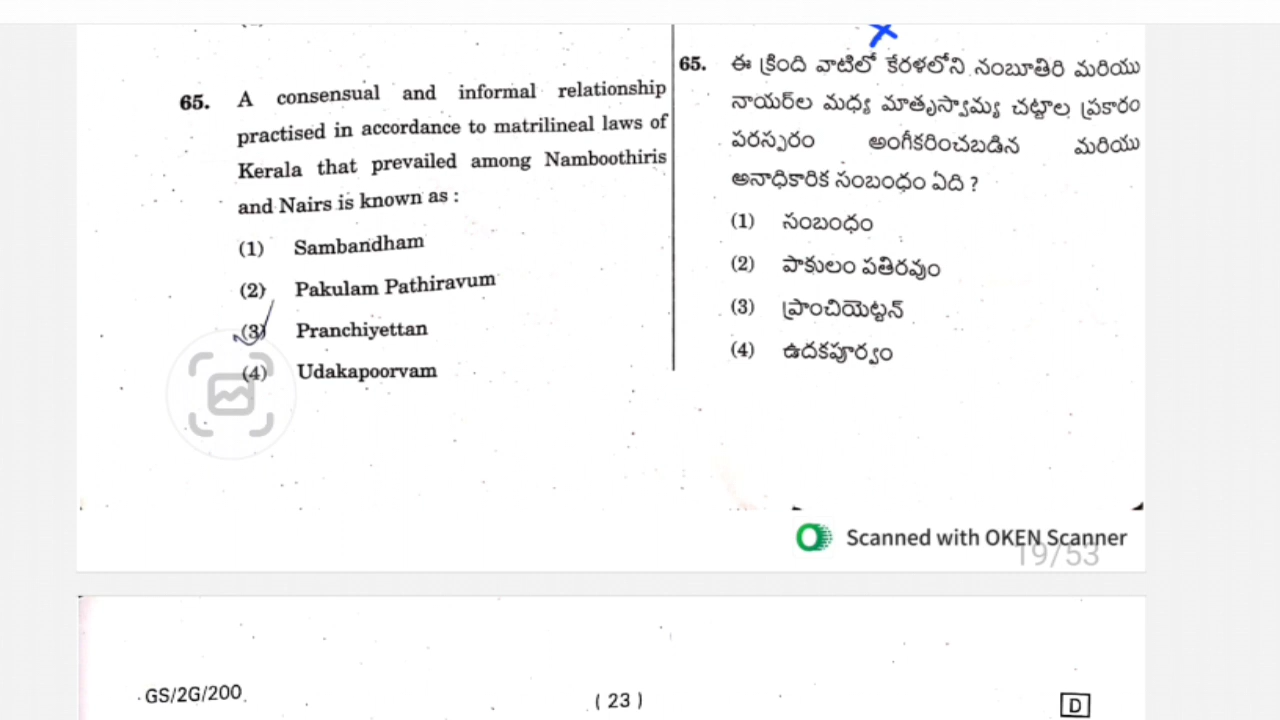 65. A consensual and informal relationship
practised in accordance to matrilineal laws of
Kerala that prevailed among Namboothiris
and Nairs is known as :
(1) Sambandham
(2) Pakulam Pathiravum
(3) Pranchiyettan
(4) Udakapoorvam
65. ఈ క్రింది వాటిలో కేరళలోని నంబూతిరి మరియు
నాయర్‌ల మధ్య మాతృస్వామ్య చట్టాల ప్రకారం
పరస్పరం అంగీకరించబడిన మరియు
అనాధికారిక సంబంధం ఏది ?
(1) సంబంధం
(2) పాకులం పతిరవుం
(3) ప్రాంచియెట్టన్
(4) ఉదకపూర్వం
Scanned with OKEN Scanner
19/53
GS/2G/200
( 23 )
D